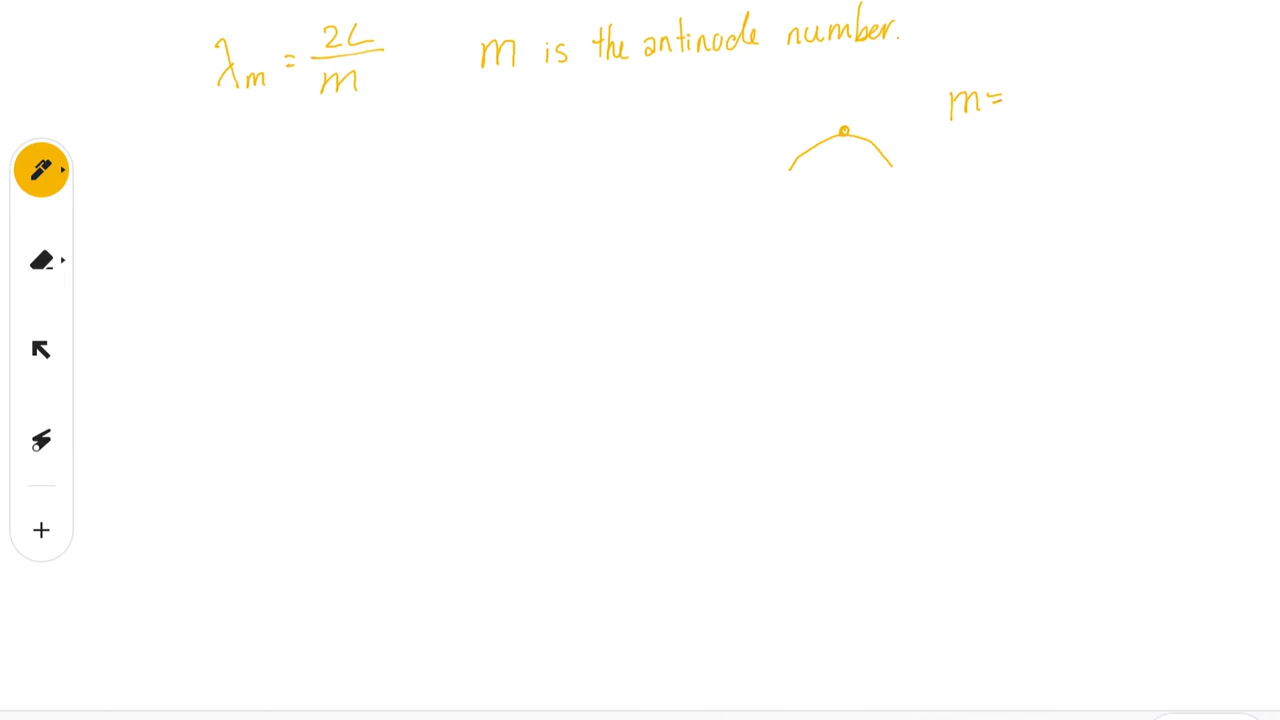 λm = 2L/m m is the antinode number.
m=